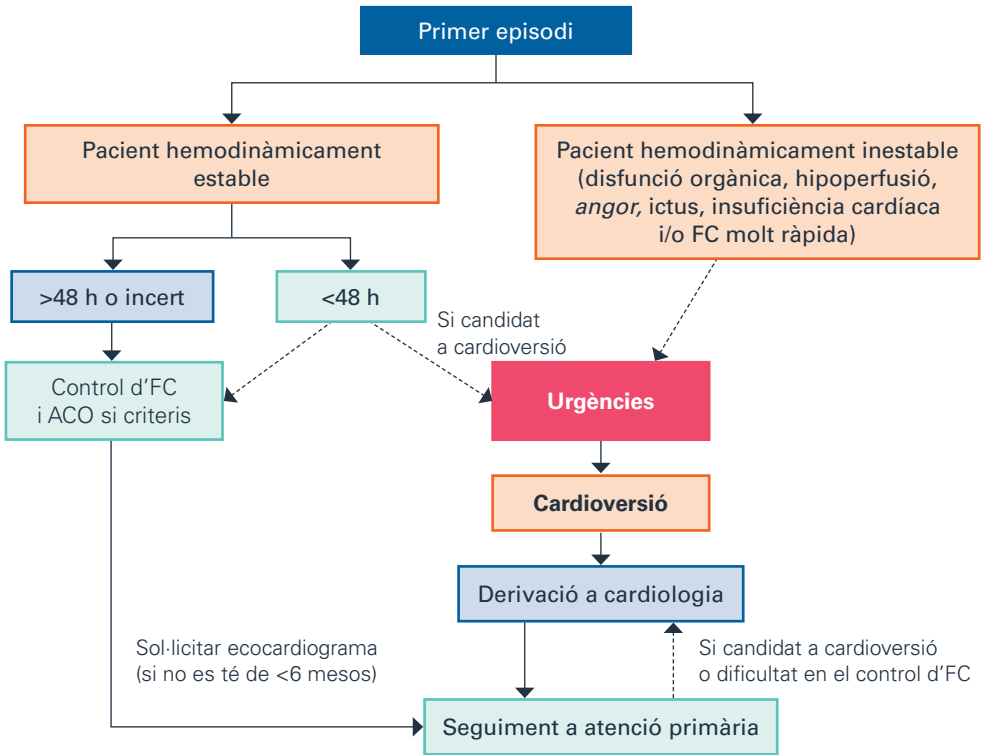 Primer episodi
Pacient hemodinàmicament
estable
Pacient hemodinàmicament inestable
(disfunció orgànica, hipoperfusió,
angor, ictus, insuficiència cardíaca
i/o FC molt ràpida)
>48 h o incert
<48 h
Si candidat
a cardioversió
Control d’FC
i ACO si criteris
Urgències
Cardioversió
Derivació a cardiologia
Sol·licitar ecocardiograma
(si no es té de <6 mesos)
Si candidat a cardioversió
o dificultat en el control d’FC
Seguiment a atenció primària